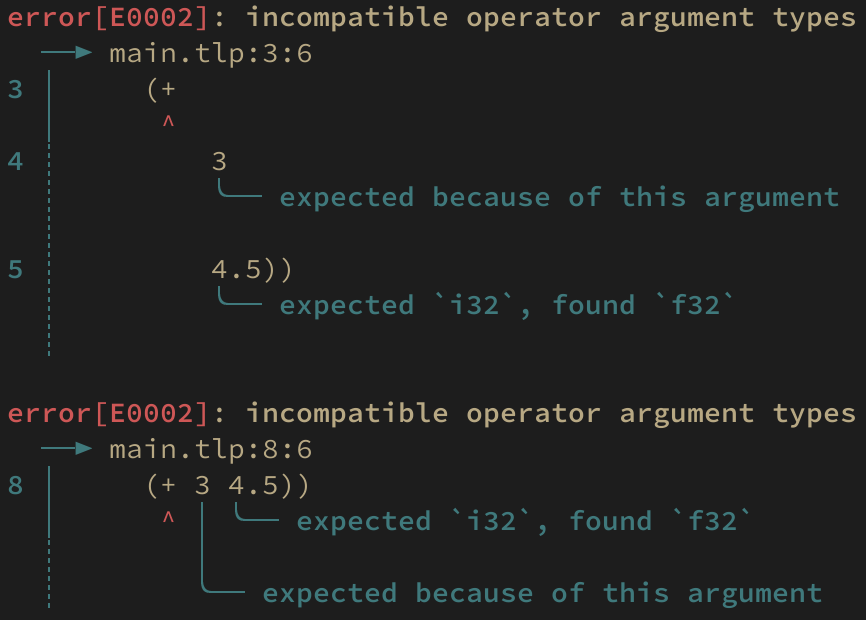 error[E0002]: incompatible operator argument types
main.tlp:3:6
3 (+
^
4 3
expected because of this argument
5 4.5))
expected `i32`, found `f32`
error[E0002]: incompatible operator argument types
main.tlp:8:6
8 (+ 3 4.5))
^ expected `i32`, found `f32`
expected because of this argument